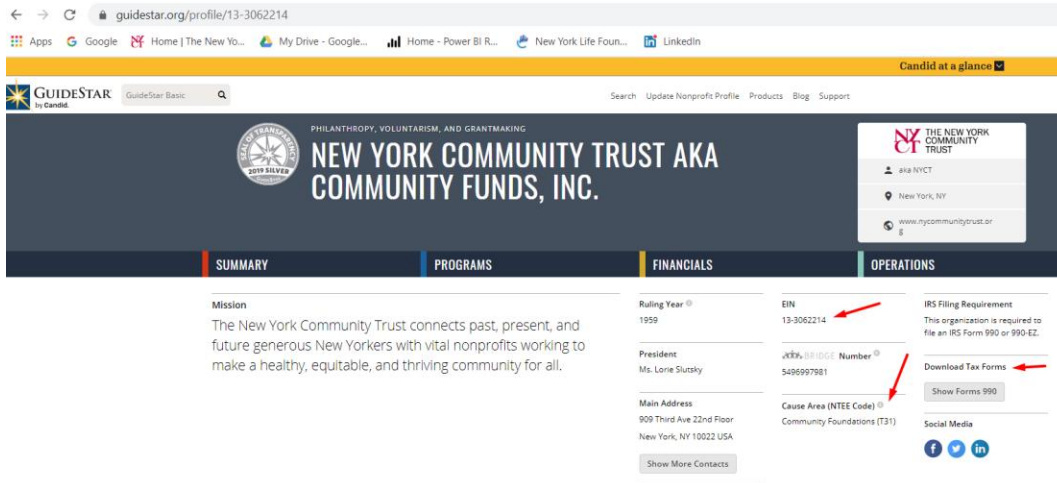 guidestar.org/profile/13-3062214
Apps Google Home | The New Yo... My Drive - Google... Home - Power BI R... New York Life Foun... LinkedIn
Candid at a glance
GUIDESTAR
by Candid.
GuideStar Basic
Search Update Nonprofit Profile Products Blog Support
SEAL OF TRANSPARENCY
2019 SILVER
GuideStar
PHILANTHROPY, VOLUNTARISM, AND GRANTMAKING
NEW YORK COMMUNITY TRUST AKA
COMMUNITY FUNDS, INC.
NYCT
THE NEW YORK
COMMUNITY
TRUST
aka NYCT
New York, NY
www.nycommunitytrust.or
g
SUMMARY PROGRAMS FINANCIALS OPERATIONS
Mission
The New York Community Trust connects past, present, and
future generous New Yorkers with vital nonprofits working to
make a healthy, equitable, and thriving community for all.
Ruling Year
1959
President
Ms. Lorie Slutsky
Main Address
909 Third Ave 22nd Floor
New York, NY 10022 USA
Show More Contacts
EIN
13-3062214
BRIDGE Number
5496997981
Cause Area (NTEE Code)
Community Foundations (T31)
IRS Filing Requirement
This organization is required to
file an IRS Form 990 or 990-EZ.
Download Tax Forms
Show Forms 990
Social Media